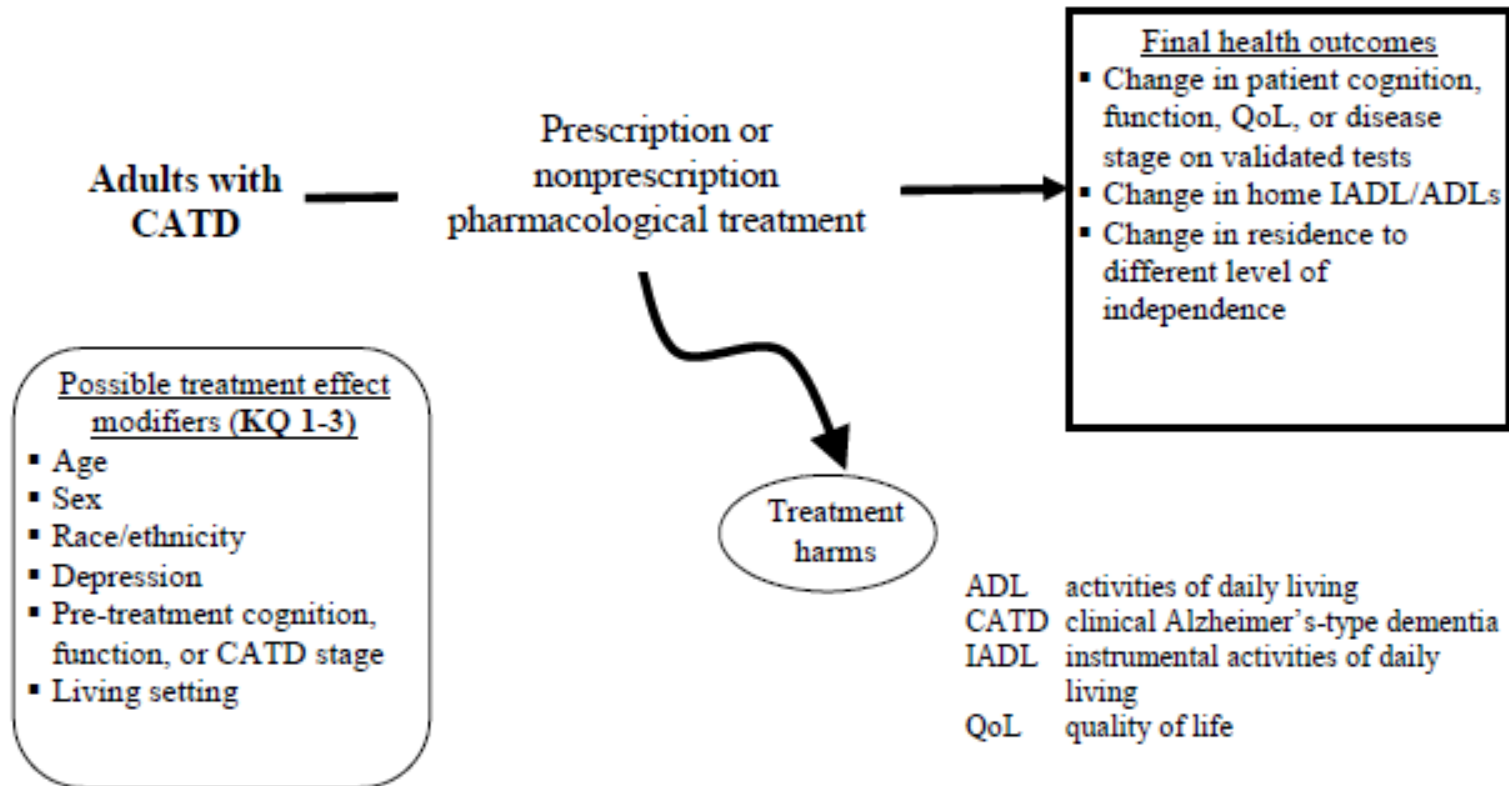 Adults with
CATD
Prescription or
nonprescription
pharmacological treatment
Final health outcomes
▪ Change in patient cognition,
function, QoL, or disease
stage on validated tests
▪ Change in home IADL/ADLs
▪ Change in residence to
different level of
independence
Possible treatment effect
modifiers (KQ 1-3)
▪ Age
▪ Sex
▪ Race/ethnicity
▪ Depression
▪ Pre-treatment cognition,
function, or CATD stage
▪ Living setting
Treatment
harms
ADL activities of daily living
CATD clinical Alzheimer’s-type dementia
IADL instrumental activities of daily
living
QoL quality of life